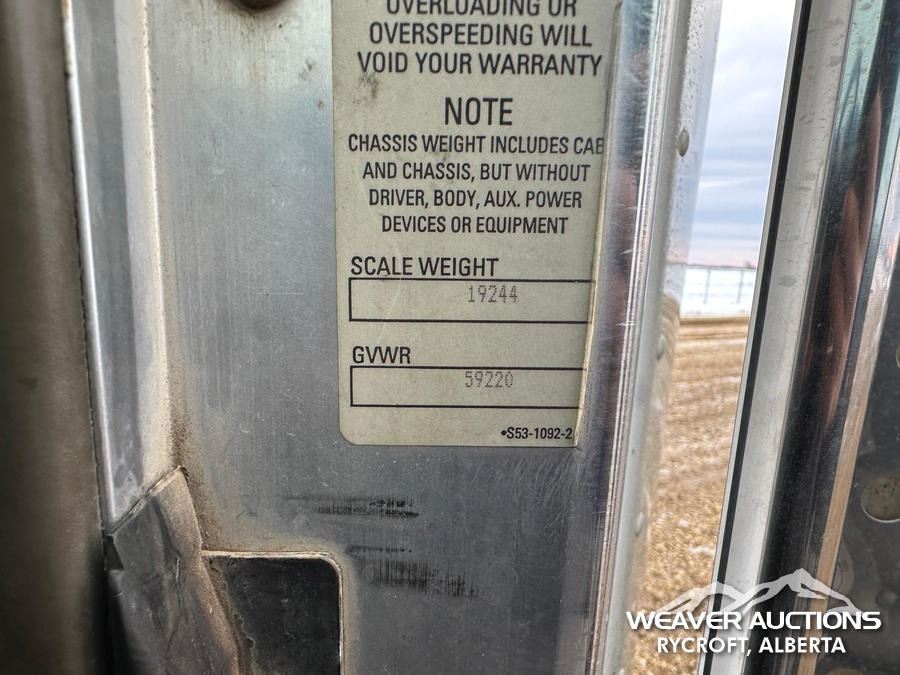 OVERLOADING OR
OVERSPEEDING WILL
VOID YOUR WARRANTY
NOTE
CHASSIS WEIGHT INCLUDES CAB
AND CHASSIS, BUT WITHOUT
DRIVER, BODY, AUX. POWER
DEVICES OR EQUIPMENT
SCALE WEIGHT
19244
GVWR
59220
•S53-1092-2
WEAVER AUCTIONS
RYCROFT, ALBERTA